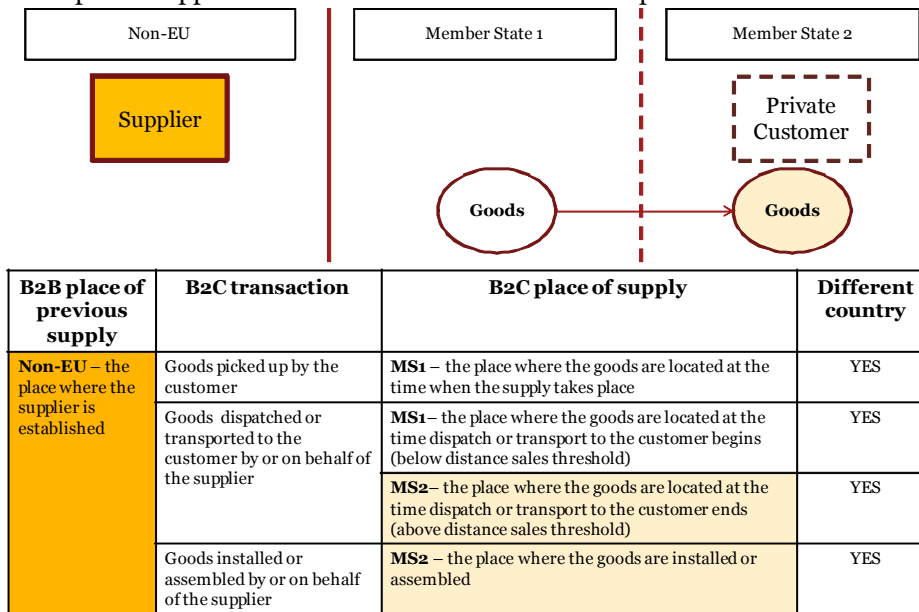 Non-EU
Member State 1
Member State 2
Supplier
Private
Customer
Goods
Goods
B2B place of
previous
supply
B2C transaction
B2C place of supply
Different
country
Non-EU – the
place where the
supplier is
established
Goods picked up by the
customer
MS1 – the place where the goods are located at the
time when the supply takes place
YES
Goods dispatched or
transported to the
customer by or on behalf of
the supplier
MS1– the place where the goods are located at the
time dispatch or transport to the customer begins
(below distance sales threshold)
YES
MS2– the place where the goods are located at the
time dispatch or transport to the customer ends
(above distance sales threshold)
YES
Goods installed or
assembled by or on behalf
of the supplier
MS2 – the place where the goods are installed or
assembled
YES